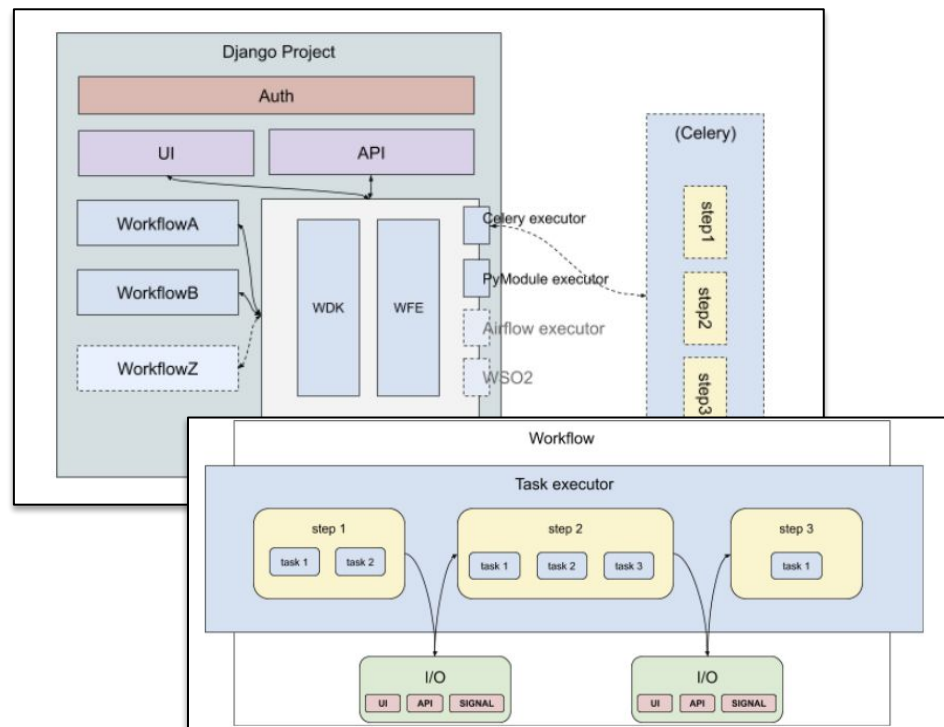 Django Project
Auth
UI
API
(Celery)
WorkflowA
WorkflowB
WorkflowZ
WDK
WFE
Celery executor
PyModule executor
Airflow executor
WSO2
step1
step2
step3
Workflow
Task executor
step 1
task 1
task 2
step 2
task 1
task 2
task 3
step 3
task 1
I/O
UI
API
SIGNAL
I/O
UI
API
SIGNAL